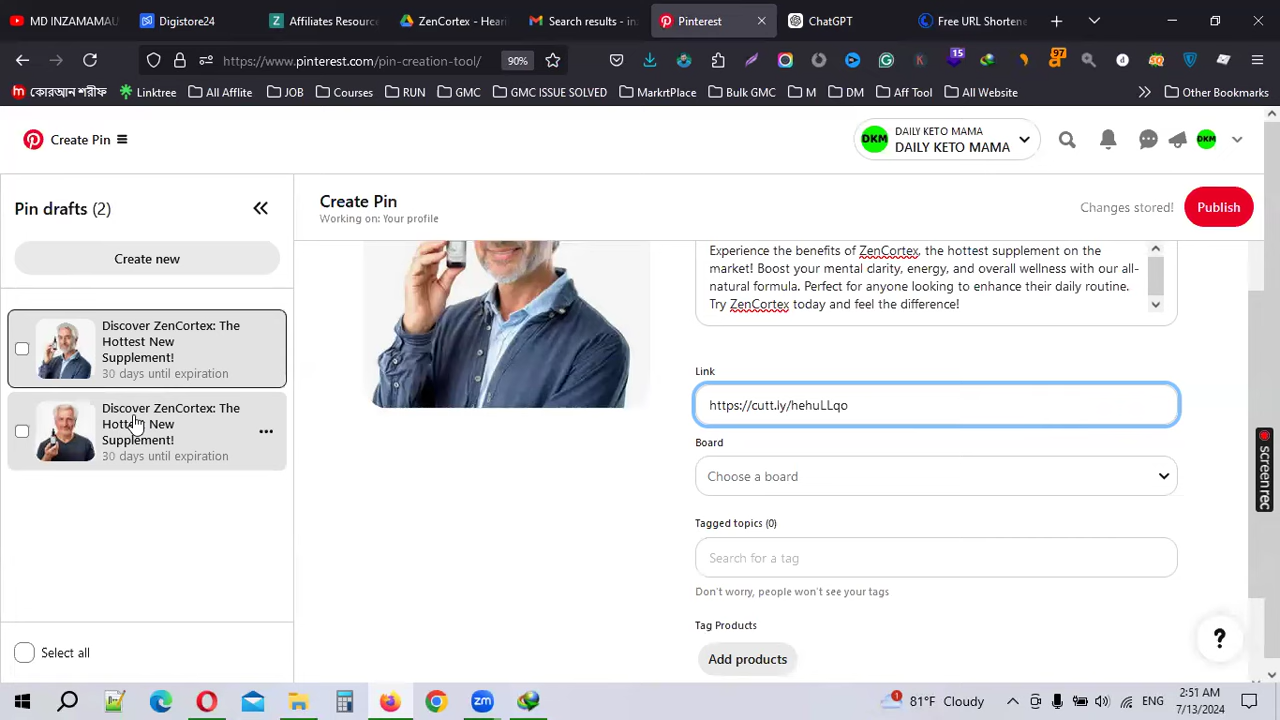 MD INZAMAMAU
Digistore24
Affiliates Resourc
ZenCortex - Heari
Search results - in
Pinterest
ChatGPT
Free URL Shortene
https://www.pinterest.com/pin-creation-tool/
90%
15
97
কোরআন শরীফ
Linktree
All Afflite
JOB
Courses
RUN
GMC
GMC ISSUE SOLVED
MarkrtPlace
Bulk GMC
M
DM
Aff Tool
All Website
Other Bookmarks
Create Pin
DKM
DAILY KETO MAMA
DAILY KETO MAMA
DKM
Pin drafts (2)
Create Pin
Working on: Your profile
Changes stored!
Publish
Create new
Experience the benefits of ZenCortex, the hottest supplement on the
market! Boost your mental clarity, energy, and overall wellness with our all-
natural formula. Perfect for anyone looking to enhance their daily routine.
Try ZenCortex today and feel the difference!
Discover ZenCortex: The
Hottest New
Supplement!
30 days until expiration
Discover ZenCortex: The
Hottest New
Supplement!
30 days until expiration
Link
https://cutt.ly/hehuLLqo
Board
Choose a board
Tagged topics (0)
Search for a tag
Don't worry, people won't see your tags
Tag Products
Add products
Select all
?
screen rec
81°F Cloudy
ENG
2:51 AM
7/13/2024